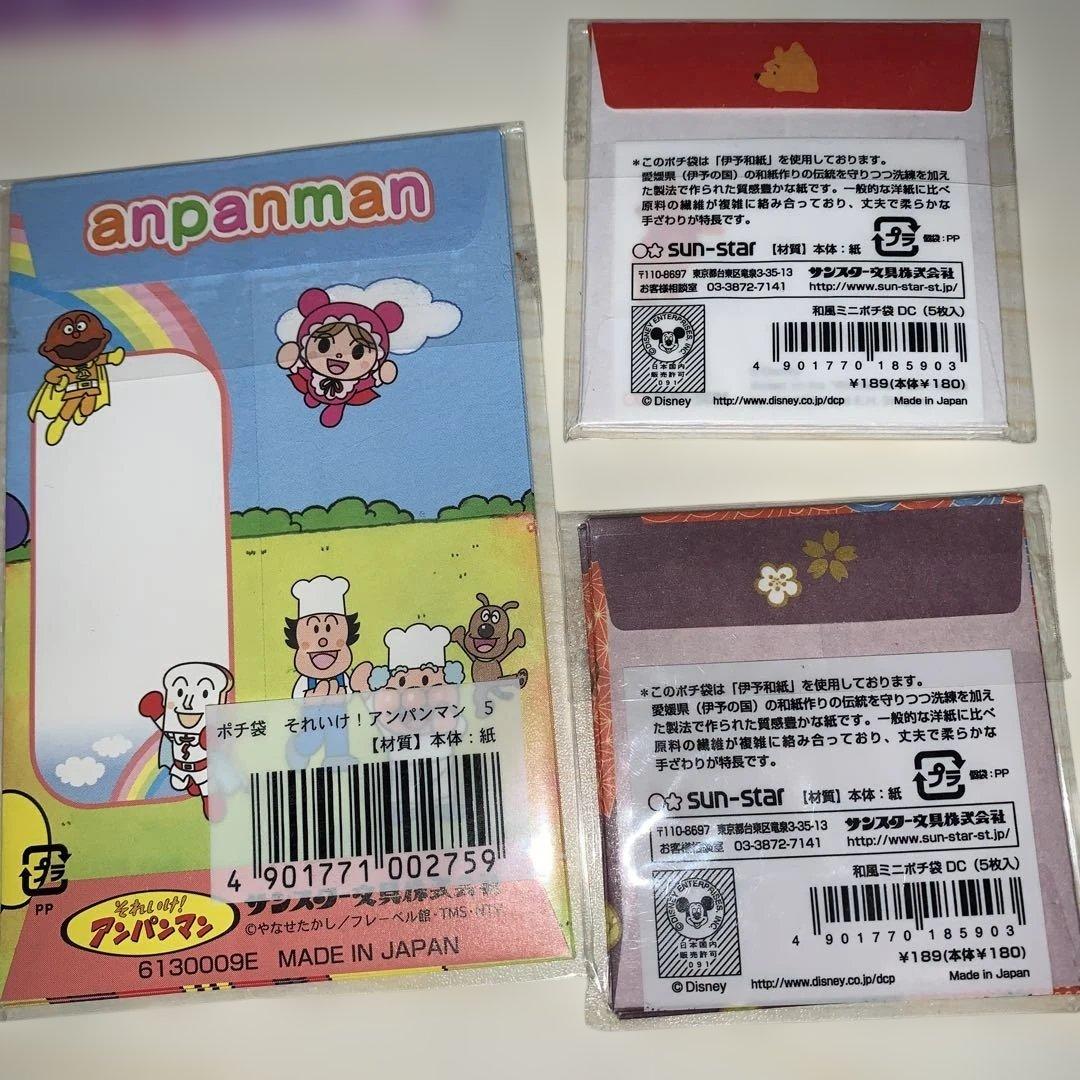 anpanman
ポチ袋 それいけ!アンパンマン 5
【材質】本体:紙
4 901771 002759
プラ
PP
サンスター文具株式会社
それいけ!
アンパンマン
©やなせたかし/フレーベル館・TMS・NTV
6130009E MADE IN JAPAN
*このポチ袋は「伊予和紙」を使用しております。
愛媛県(伊予の国)の和紙作りの伝統を守りつつ洗練を加え
た製法で作られた質感豊かな紙です。一般的な洋紙に比べ
原料の繊維が複雑に絡み合っており、丈夫で柔らかな
手ざわりが特長です。
プラ 個袋:PP
sun-star 【材質】本体:紙
〒110-8697 東京都台東区竜泉3-35-13 サンスター文具株式会社
お客様相談室 03-3872-7141 http://www.sun-star-st.jp/
和風ミニポチ袋 DC(5枚入)
©DISNEY ENTERPRISES, INC.
日本国内
販売許可
091
4 901770 185903
¥189(本体¥180)
©Disney http://www.disney.co.jp/dcp Made in Japan
*このポチ袋は「伊予和紙」を使用しております。
愛媛県(伊予の国)の和紙作りの伝統を守りつつ洗練を加え
た製法で作られた質感豊かな紙です。一般的な洋紙に比べ
原料の繊維が複雑に絡み合っており、丈夫で柔らかな
手ざわりが特長です。
プラ 個袋:PP
sun-star 【材質】本体:紙
〒110-8697 東京都台東区竜泉3-35-13 サンスター文具株式会社
お客様相談室 03-3872-7141 http://www.sun-star-st.jp/
和風ミニポチ袋 DC(5枚入)
©DISNEY ENTERPRISES, INC.
日本国内
販売許可
091
4 901770 185903
¥189(本体¥180)
©Disney http://www.disney.co.jp/dcp Made in Japan